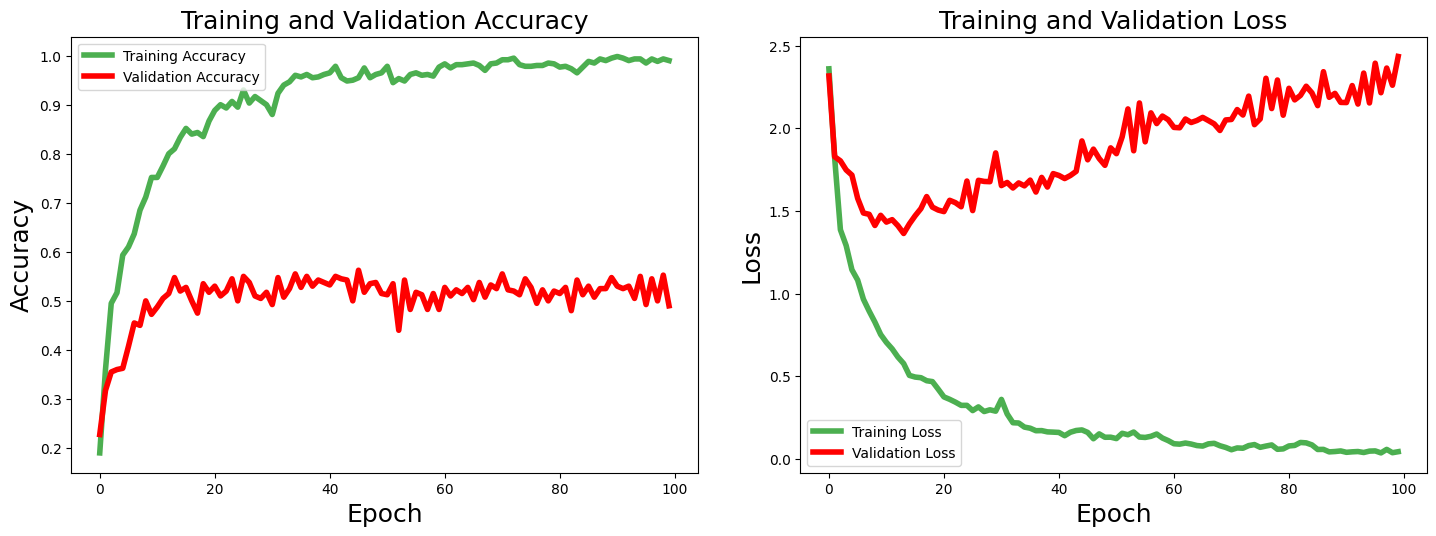 Training and Validation Accuracy
Training Accuracy
Validation Accuracy
1.0
0.9
0.8
0.7
0.6
0.5
0.4
0.3
0.2
Accuracy
0
20
40
60
80
100
Epoch
Training and Validation Loss
2.5
2.0
1.5
1.0
0.5
0.0
Loss
Training Loss
Validation Loss
0
20
40
60
80
100
Epoch